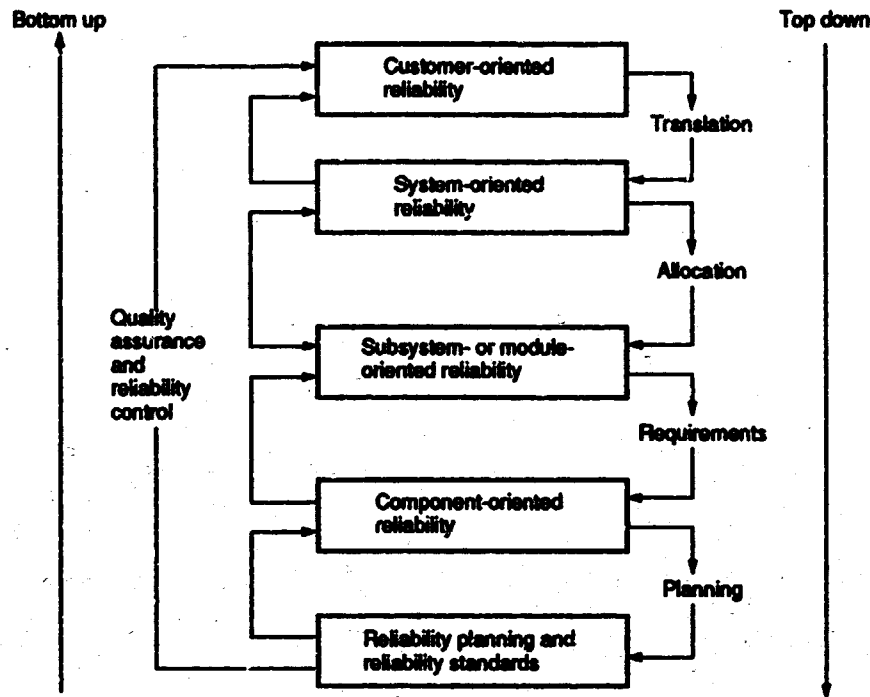 Bottom up
Top down
Customer-oriented
reliability
Translation
System-oriented
reliability
Allocation
Quality
assurance
and
reliability
control
Subsystem- or module-
oriented reliability
Requirements
Component-oriented
reliability
Planning
Reliability planning and
reliability standards